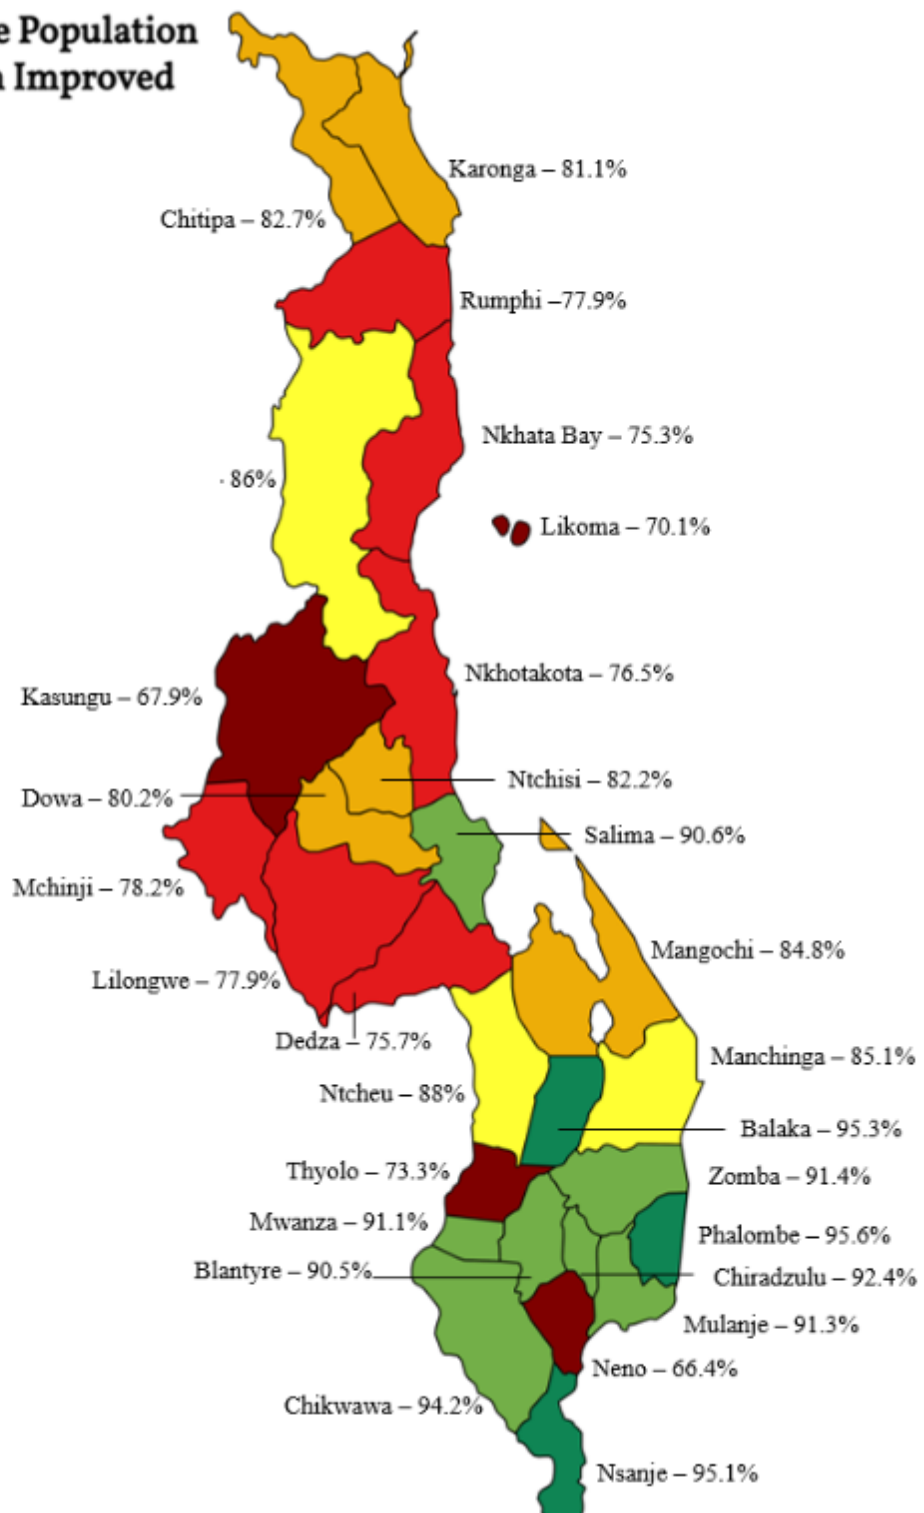 e Population
n Improved
Karonga – 81.1%
Chitipa – 82.7%
Rumphi –77.9%
Nkhata Bay – 75.3%
86%
Likoma – 70.1%
Nkhotakota – 76.5%
Kasungu – 67.9%
Ntchisi – 82.2%
Dowa – 80.2%
Salima – 90.6%
Mchinji – 78.2%
Mangochi – 84.8%
Lilongwe – 77.9%
Dedza – 75.7%
Manchinga – 85.1%
Ntcheu – 88%
Balaka – 95.3%
Thyolo – 73.3%
Zomba – 91.4%
Mwanza – 91.1%
Phalombe – 95.6%
Blantyre – 90.5%
Chiradzulu – 92.4%
Mulanje – 91.3%
Neno – 66.4%
Chikwawa – 94.2%
Nsanje – 95.1%